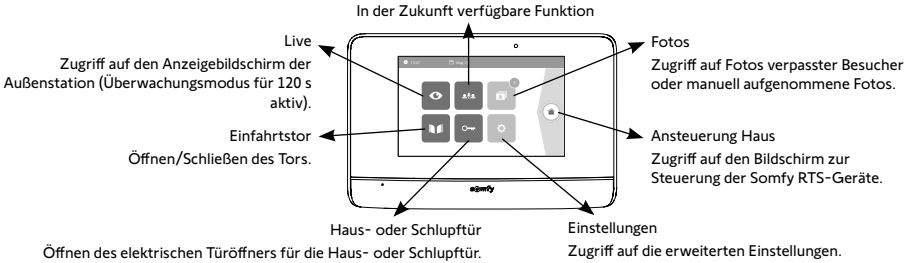 In der Zukunft verfügbare Funktion
Live
Zugriff auf den Anzeigebildschirm der
Außenstation (Überwachungsmodus für 120 s
aktiv).
Einfahrtstor
Öffnen/Schließen des Tors.
Fotos
Zugriff auf Fotos verpasster Besucher
oder manuell aufgenommene Fotos.
Ansteuerung Haus
Zugriff auf den Bildschirm zur
Steuerung der Somfy RTS-Geräte.
somfy
Haus- oder Schlupftür
Öffnen des elektrischen Türöffners für die Haus- oder Schlupftür.
Einstellungen
Zugriff auf die erweiterten Einstellungen.